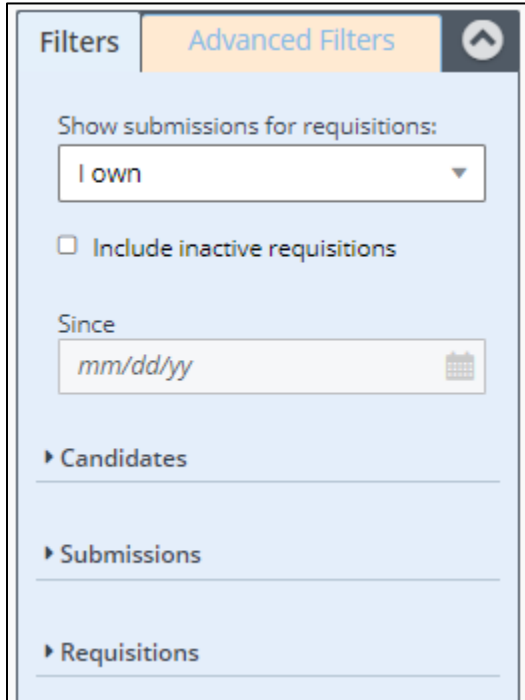 Filters
Advanced Filters
Show submissions for requisitions:
I own
Include inactive requisitions
Since
mm/dd/yy
Candidates
Submissions
Requisitions